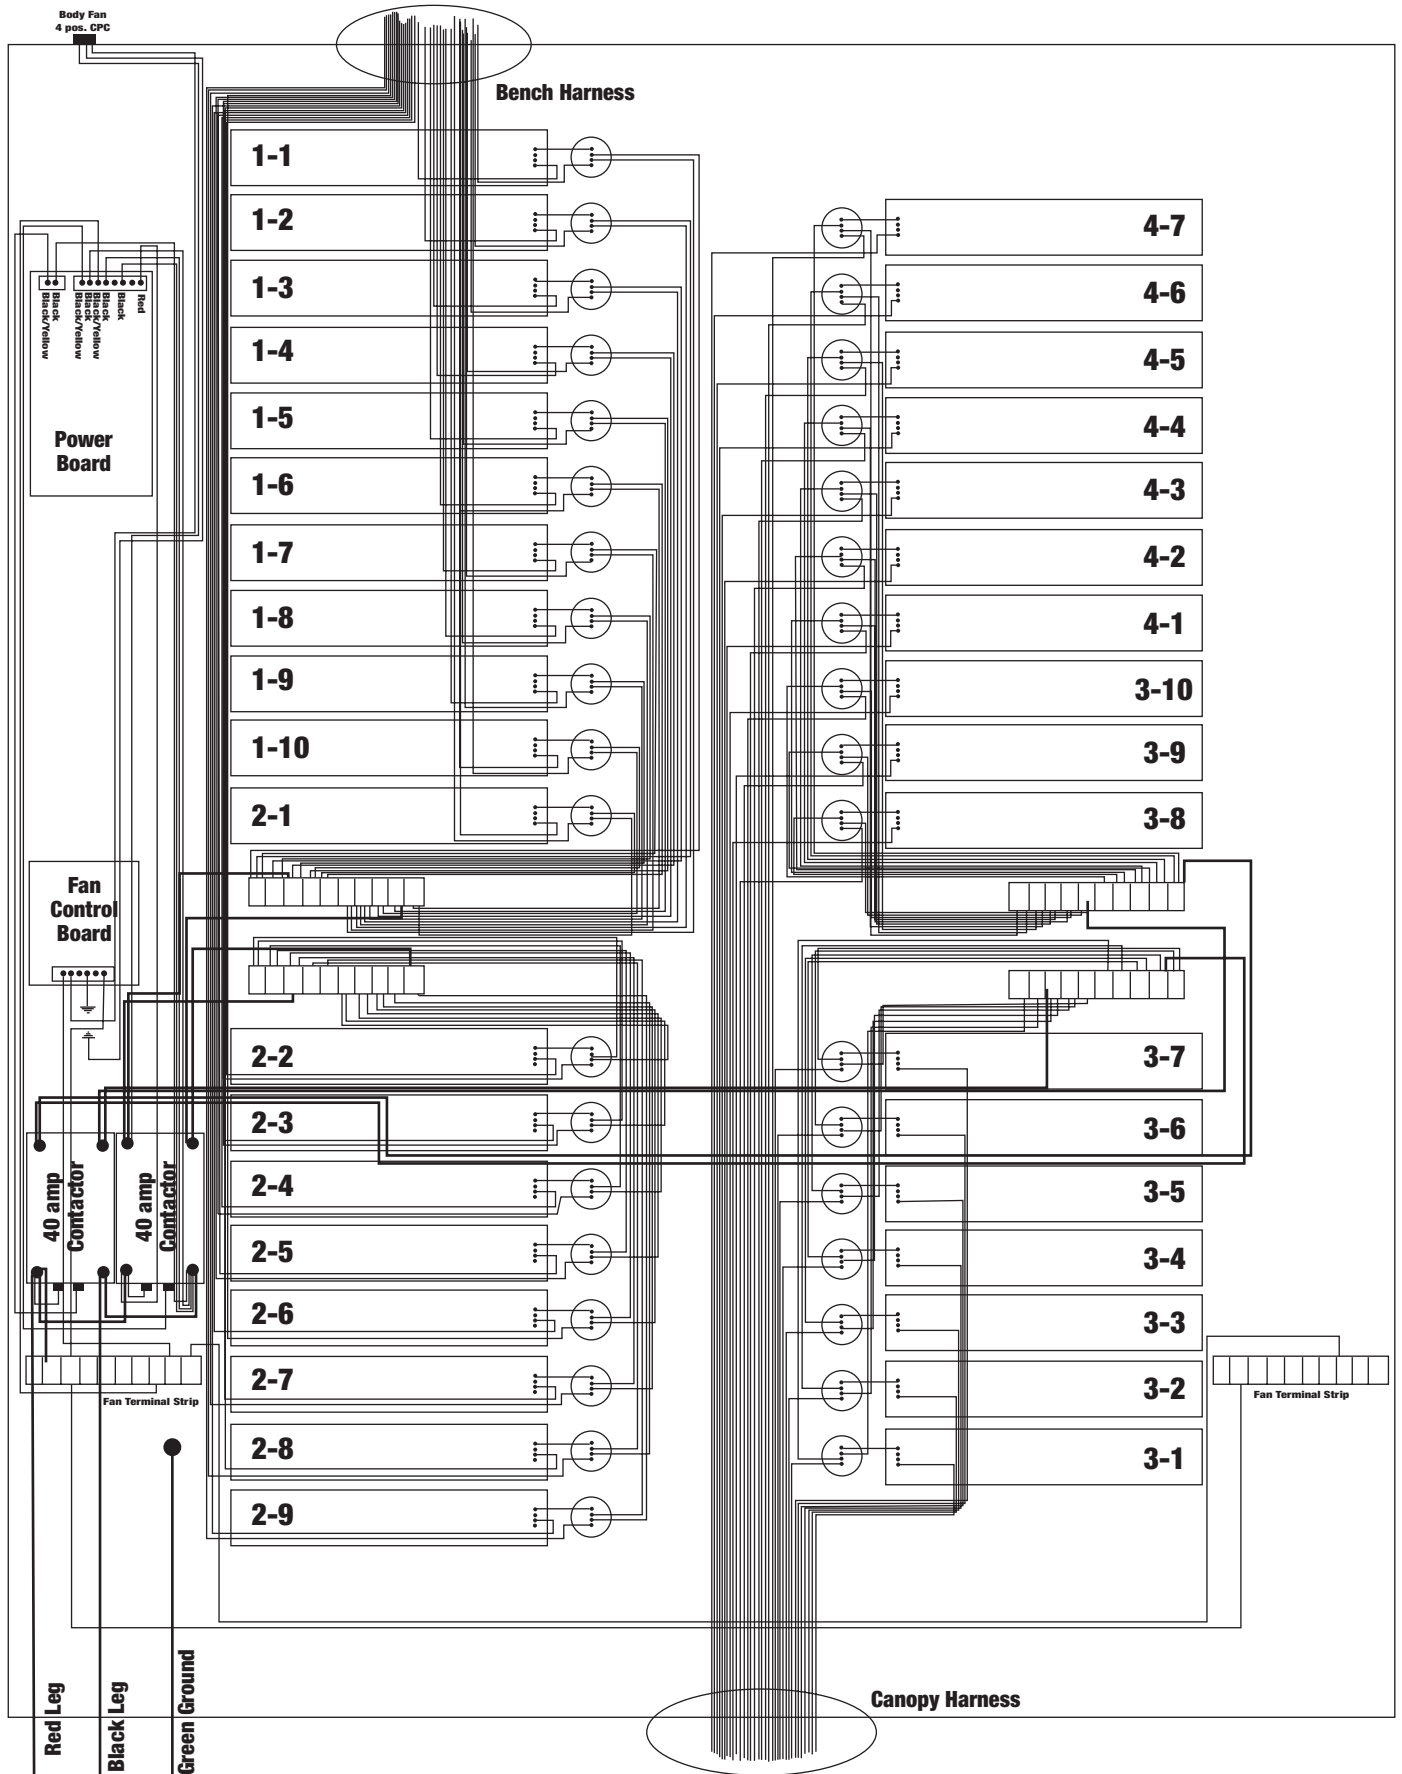 Body Fan
4 pos. CPC
Bench Harness
1-1
1-2
1-3
1-4
1-5
1-6
1-7
1-8
1-9
1-10
2-1
2-2
2-3
2-4
2-5
2-6
2-7
2-8
2-9
4-7
4-6
4-5
4-4
4-3
4-2
4-1
3-10
3-9
3-8
3-7
3-6
3-5
3-4
3-3
3-2
3-1
Black/Yellow
Black
Black/Yellow
Black
Black/Yellow
Black
Black
Red
Power
Board
Fan
Control
Board
40 amp
Contactor
40 amp
Contactor
Fan Terminal Strip
Fan Terminal Strip
Red Leg
Black Leg
Green Ground
Canopy Harness